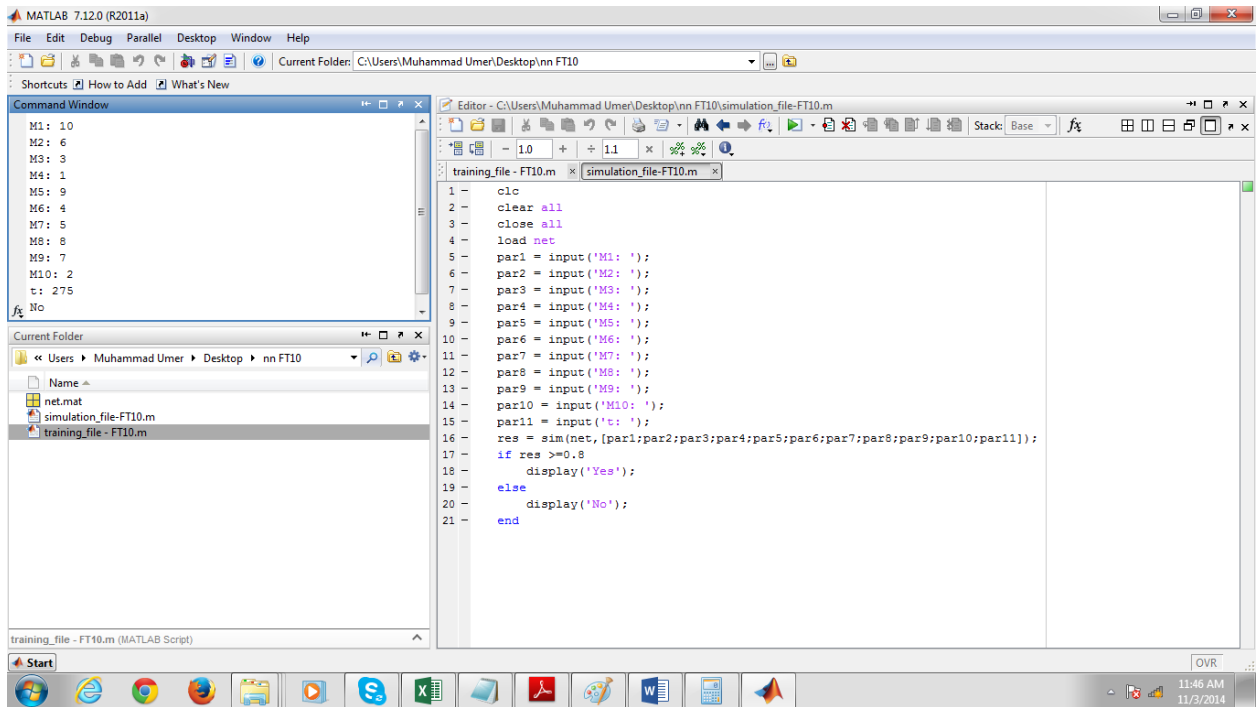 MATLAB 7.12.0 (R2011a)
File Edit Debug Parallel Desktop Window Help
Current Folder: C:\Users\Muhammad Umer\Desktop\nn FT10
Shortcuts How to Add What's New
Command Window
M1: 10
M2: 6
M3: 3
M4: 1
M5: 9
M6: 4
M7: 5
M8: 8
M9: 7
M10: 2
t: 275
fx No
Current Folder
« Users Muhammad Umer Desktop nn FT10
Name
net.mat
simulation_file-FT10.m
training_file - FT10.m
training_file - FT10.m (MATLAB Script)
Editor - C:\Users\Muhammad Umer\Desktop\nn FT10\simulation_file-FT10.m
Stack: Base fx
- 1.0 + ÷ 1.1 ×
training_file - FT10.m × simulation_file-FT10.m ×
1 - clc
2 - clear all
3 - close all
4 - load net
5 - par1 = input('M1: ');
6 - par2 = input('M2: ');
7 - par3 = input('M3: ');
8 - par4 = input('M4: ');
9 - par5 = input('M5: ');
10 - par6 = input('M6: ');
11 - par7 = input('M7: ');
12 - par8 = input('M8: ');
13 - par9 = input('M9: ');
14 - par10 = input('M10: ');
15 - par11 = input('t: ');
16 - res = sim(net,[par1;par2;par3;par4;par5;par6;par7;par8;par9;par10;par11]);
17 - if res >=0.8
18 - display('Yes');
19 - else
20 - display('No');
21 - end
Start
OVR
11:46 AM
11/3/2014